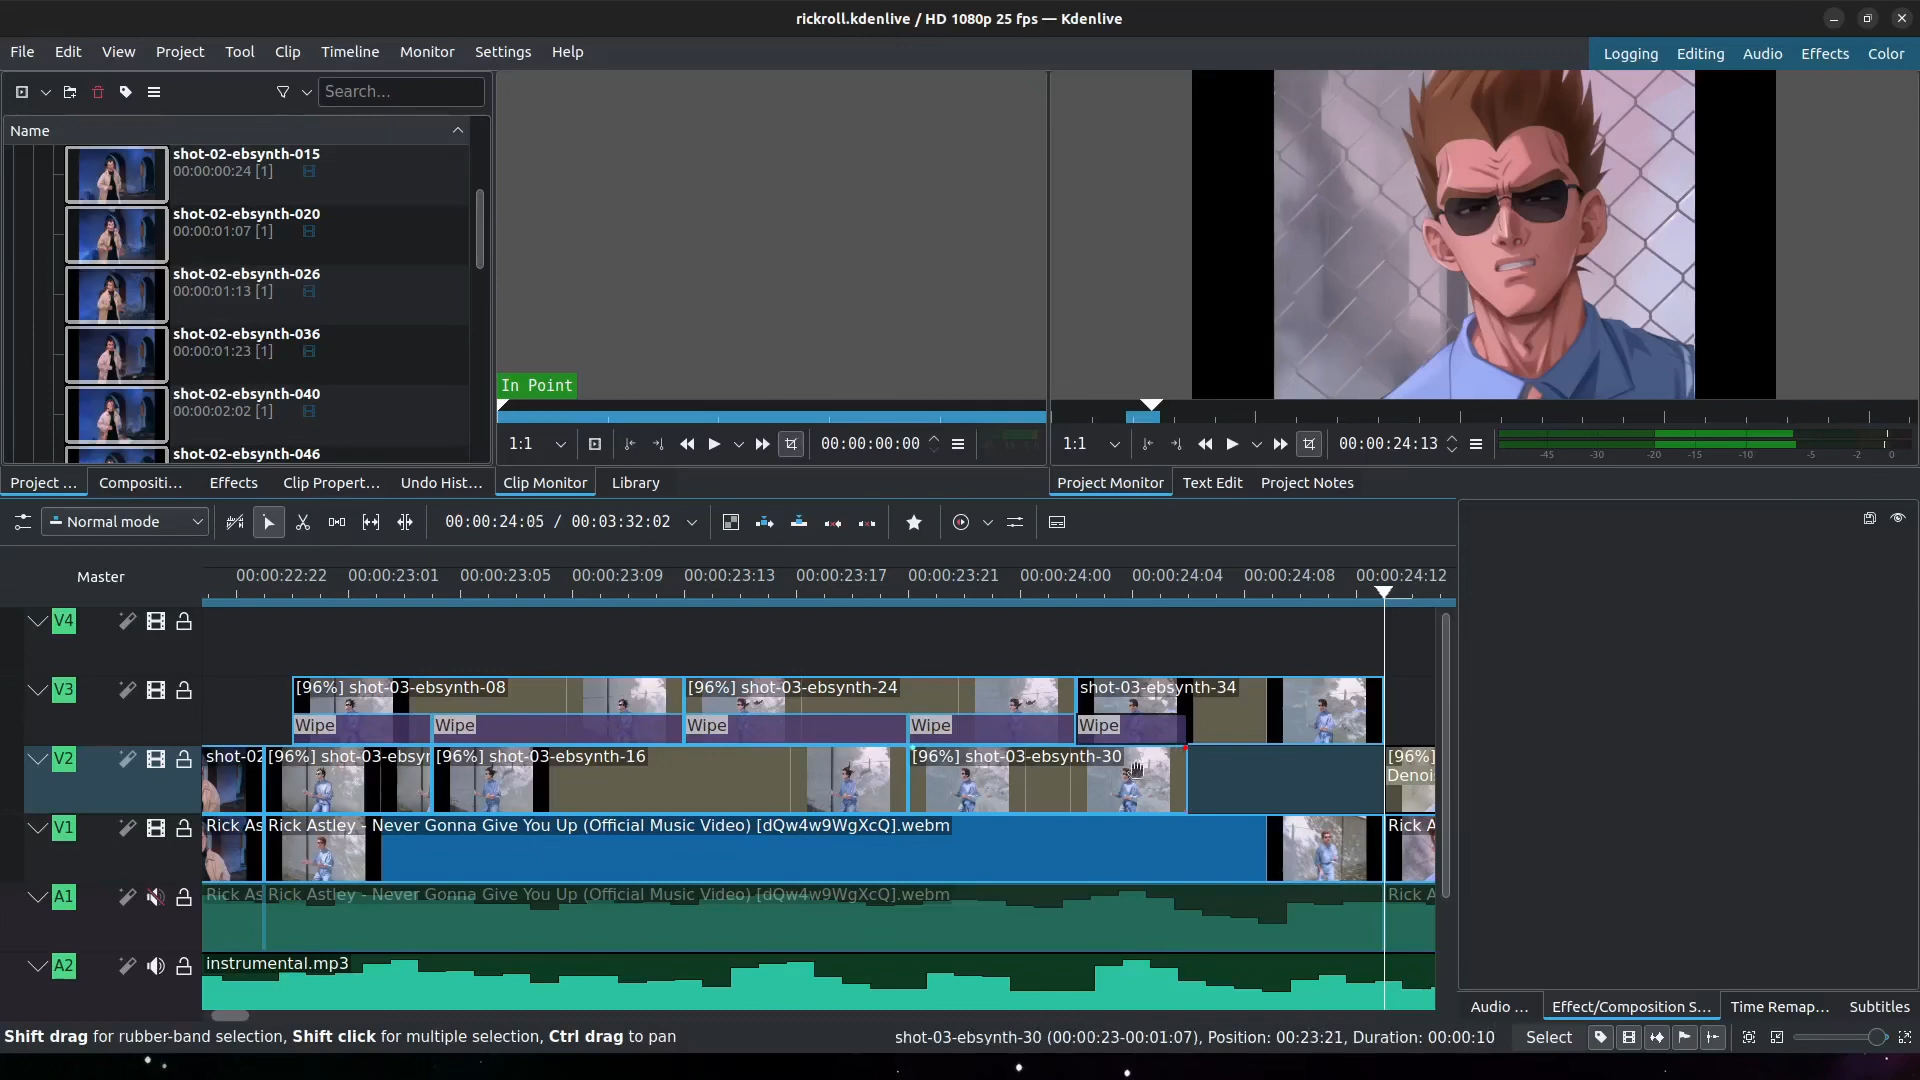 rickroll.kdenlive / HD 1080p 25 fps — Kdenlive
File Edit View Project Tool Clip Timeline Monitor Settings Help
Logging Editing Audio Effects Color
Search...
Name
shot-02-ebsynth-015
00:00:00:24 [1]
shot-02-ebsynth-020
00:00:01:07 [1]
shot-02-ebsynth-026
00:00:01:13 [1]
shot-02-ebsynth-036
00:00:01:23 [1]
shot-02-ebsynth-040
00:00:02:02 [1]
shot-02-ebsynth-046
In Point
1:1 00:00:00:00
1:1 00:00:24:13
-45 -30 -20 -15 -10 -5 -2 0
Project ... Compositi... Effects Clip Propert... Undo Hist... Clip Monitor Library
Project Monitor Text Edit Project Notes
Normal mode 00:00:24:05 / 00:03:32:02
Master
00:00:22:22 00:00:23:01 00:00:23:05 00:00:23:09 00:00:23:13 00:00:23:17 00:00:23:21 00:00:24:00 00:00:24:04 00:00:24:08 00:00:24:12
V4
V3 [96%] shot-03-ebsynth-08 [96%] shot-03-ebsynth-24 shot-03-ebsynth-34
Wipe Wipe Wipe Wipe Wipe
V2 shot-02 [96%] shot-03-ebsyn [96%] shot-03-ebsynth-16 [96%] shot-03-ebsynth-30 [96%]
Denoi
V1 Rick As Rick Astley - Never Gonna Give You Up (Official Music Video) [dQw4w9WgXcQ].webm Rick A
A1 Rick As Rick Astley - Never Gonna Give You Up (Official Music Video) [dQw4w9WgXcQ].webm Rick A
A2 instrumental.mp3
Audio ... Effect/Composition S... Time Remap... Subtitles
Shift drag for rubber-band selection, Shift click for multiple selection, Ctrl drag to pan
shot-03-ebsynth-30 (00:00:23-00:01:07), Position: 00:23:21, Duration: 00:00:10 Select